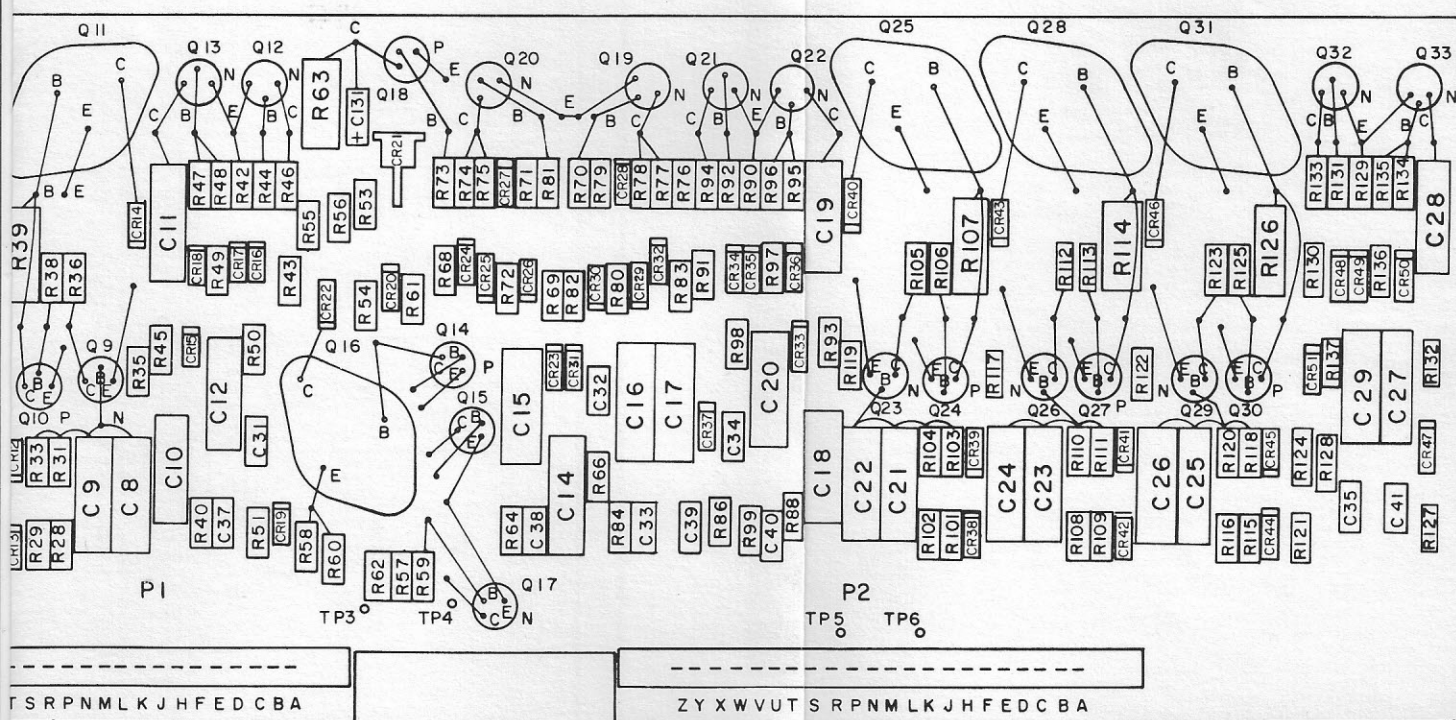 Q11 Q13 Q12 C Q18 P E Q20 Q19 Q21 Q22 Q25 Q28 Q31 Q32 Q33
B C E N N R63 +C131 N N N C B E C B E C B E N N
C B E C B C B C B E B C C B E B C C B E B C
R47 R48 R42 R44 R46 CR21 R73 R74 R75 CR27 R71 R81 R70 R79 CR28 R78 R77 R76 R94 R92 R90 R96 R95 R133 R131 R129 R135 R134
B E CR14 C11 R55 R56 R53 C19 CR40 R107 CR43 R114 CR46 R126 C28
R39 R38 R36 CR18 R49 CR17 CR16 R43 CR22 R54 CR20 R61 R68 CR24 CR25 R72 CR26 R69 R82 CR30 R80 CR29 CR32 R83 R91 CR34 CR35 R97 CR36 R105 R106 R112 R113 R123 R125 R130 CR48 CR49 R136 CR50
Q9 R35 R45 CR15 R50 Q16 Q14 R98 CR33 R93 R119 R117 R122 CR51 R137 R132
B C E C B E C12 C B E P C15 CR23 CR31 C32 C16 C17 C20 E B C E B C P N E B C E B C E B C E B C P C29 C27
Q10 P N C31 Q15 C B E CR37 C34 Q23 Q24 Q26 Q27 P Q29 Q30
CR12 R33 R31 C9 C8 C10 B E C14 R66 C18 C22 C21 R104 R103 CR39 C24 C23 R110 R111 CR41 C26 C25 R120 R118 CR45 R124 R128 CR47
CR13 R29 R28 R40 C37 R51 CR19 R58 R60 R64 C38 R84 C33 C39 R86 R99 C40 R88 R102 R101 CR38 R108 R109 CR42 R116 R115 CR44 R121 C35 C41 R127
P1 R62 R57 R59 B E C Q17 N P2
TP3 TP4 TP5 TP6
T S R P N M L K J H F E D C B A Z Y X W V U T S R P N M L K J H F E D C B A